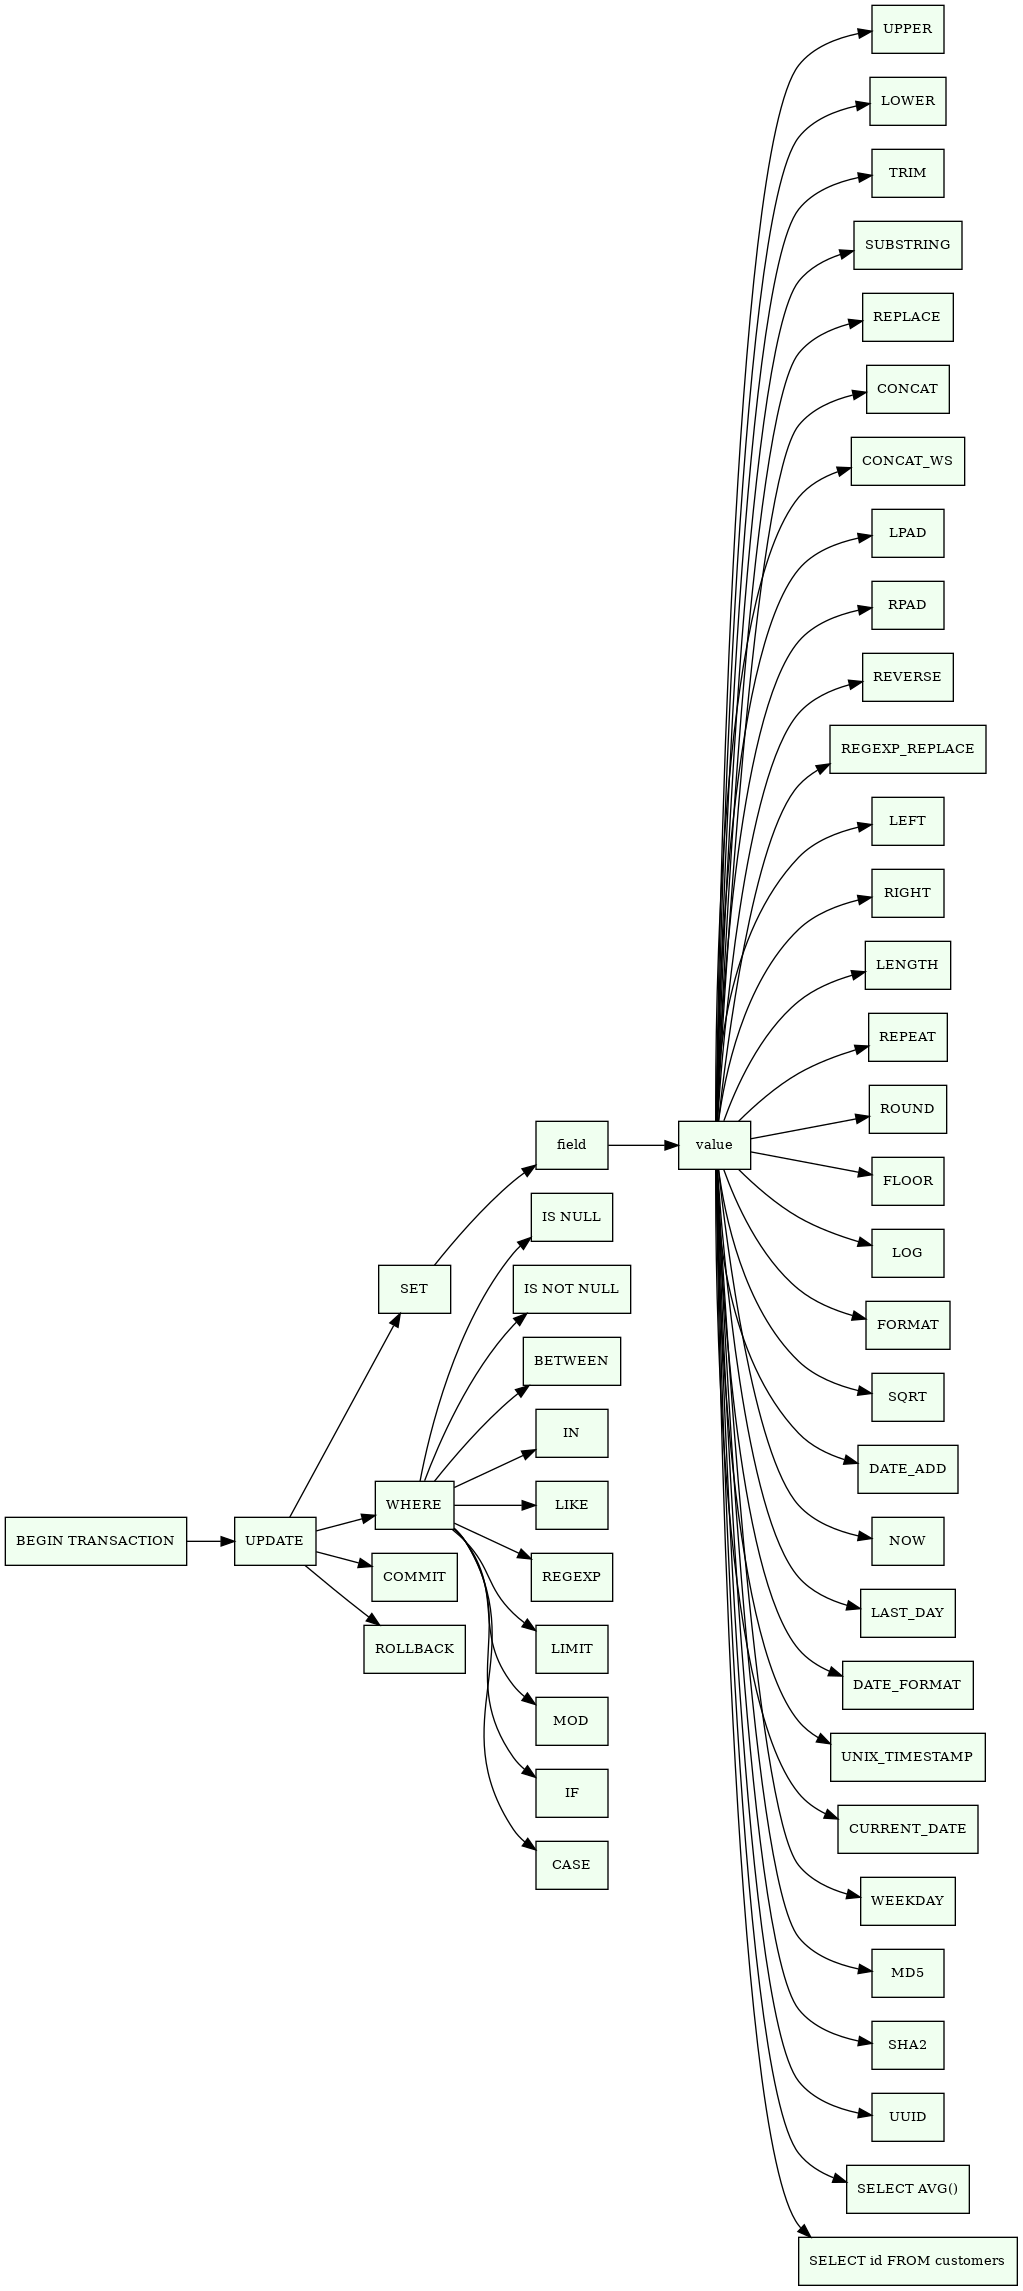 BEGIN TRANSACTION
UPDATE
SET
WHERE
COMMIT
ROLLBACK
field
IS NULL
IS NOT NULL
BETWEEN
IN
LIKE
REGEXP
LIMIT
MOD
IF
CASE
value
UPPER
LOWER
TRIM
SUBSTRING
REPLACE
CONCAT
CONCAT_WS
LPAD
RPAD
REVERSE
REGEXP_REPLACE
LEFT
RIGHT
LENGTH
REPEAT
ROUND
FLOOR
LOG
FORMAT
SQRT
DATE_ADD
NOW
LAST_DAY
DATE_FORMAT
UNIX_TIMESTAMP
CURRENT_DATE
WEEKDAY
MD5
SHA2
UUID
SELECT AVG()
SELECT id FROM customers